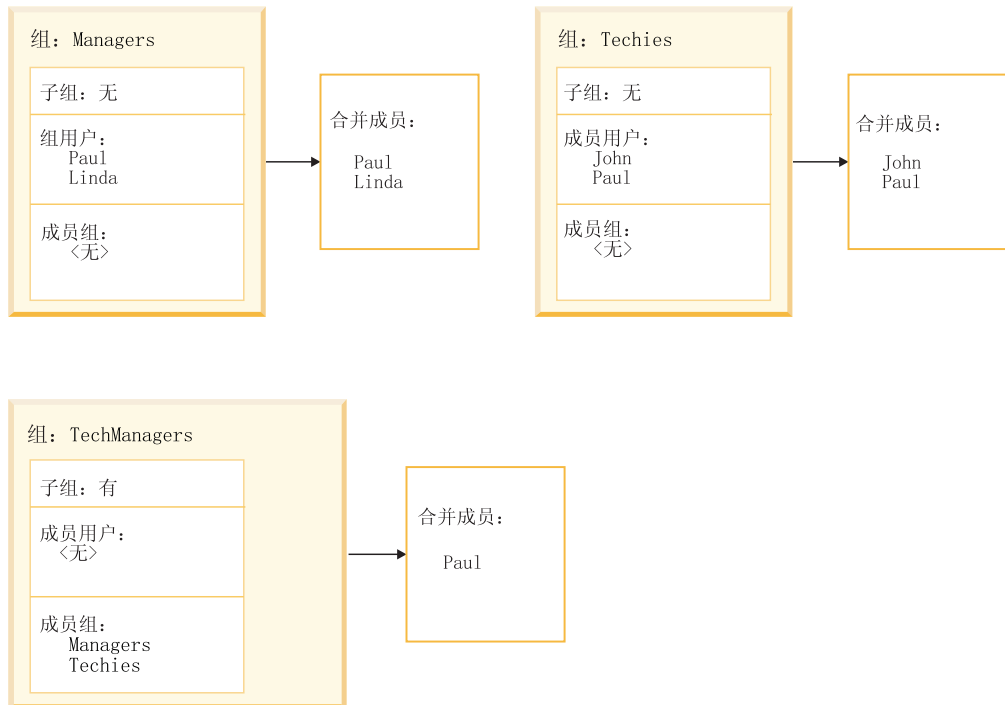 组：Managers
子组：无
组用户：
Paul
Linda
成员组：
<无>
合并成员：
Paul
Linda
组：Techies
子组：无
成员用户：
John
Paul
成员组：
<无>
合并成员：
John
Paul
组：TechManagers
子组：有
成员用户：
<无>
成员组：
Managers
Techies
合并成员：
Paul